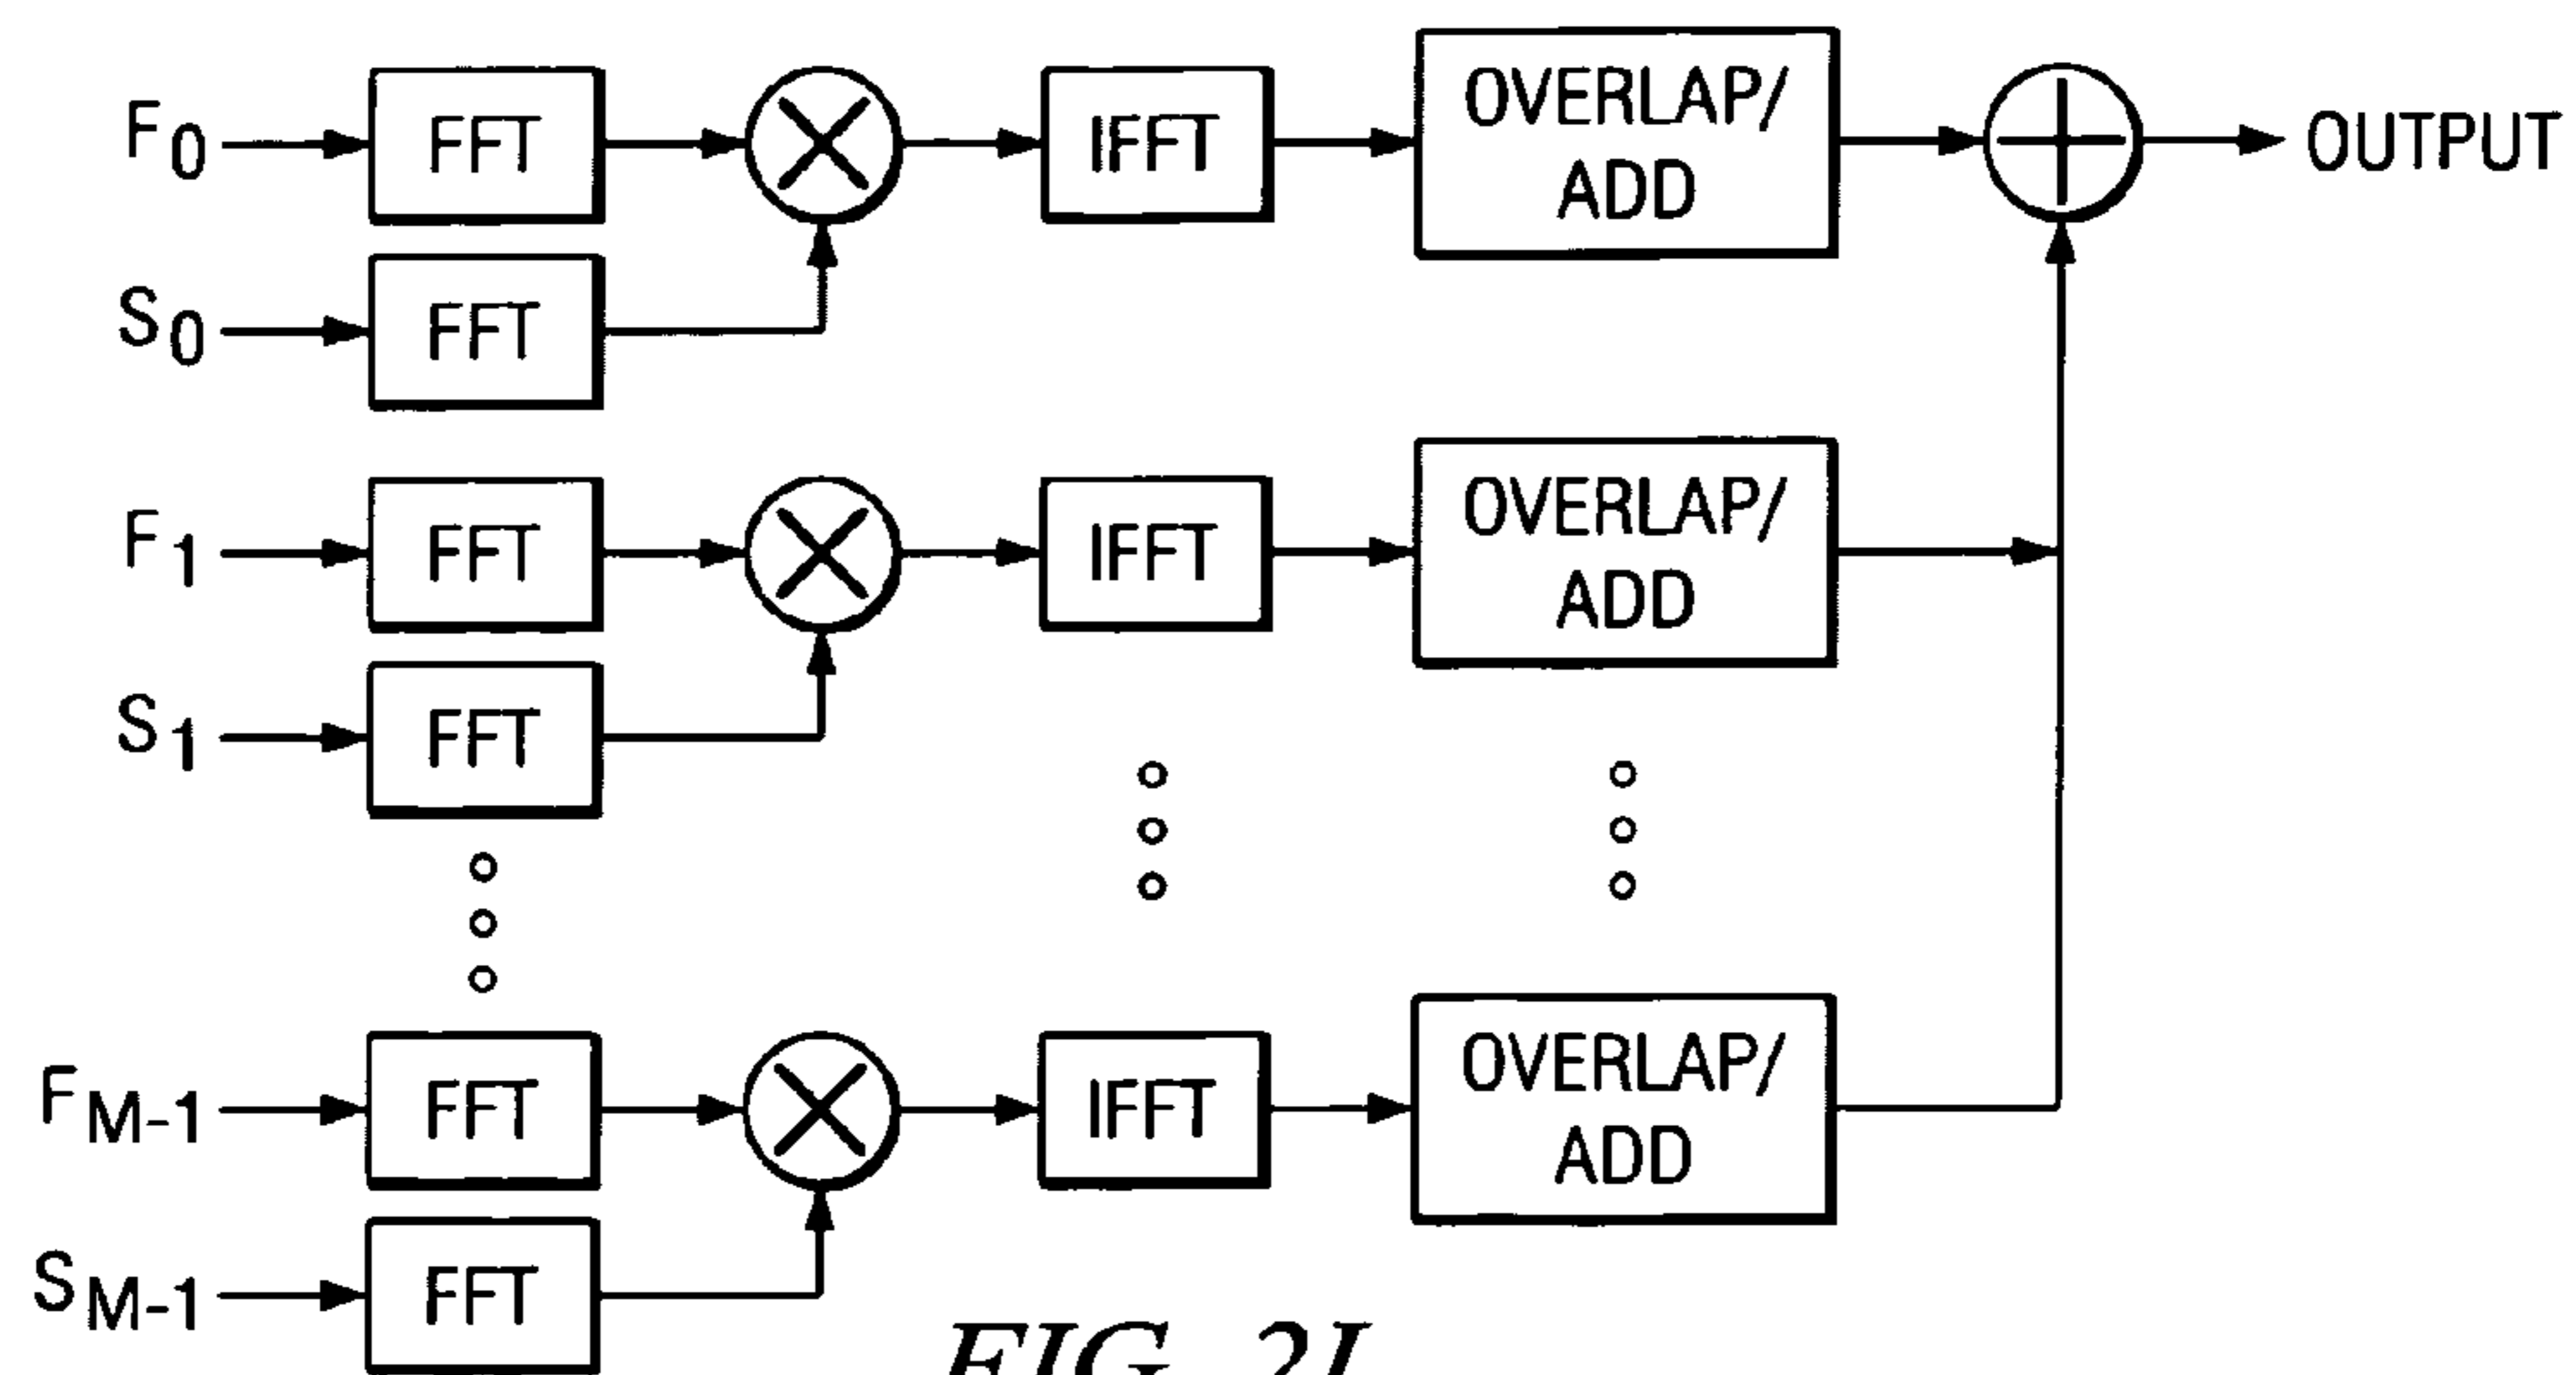 F0 FFT IFFT OVERLAP/ ADD OUTPUT
S0 FFT
F1 FFT IFFT OVERLAP/ ADD
S1 FFT
FM-1 FFT IFFT OVERLAP/ ADD
SM-1 FFT